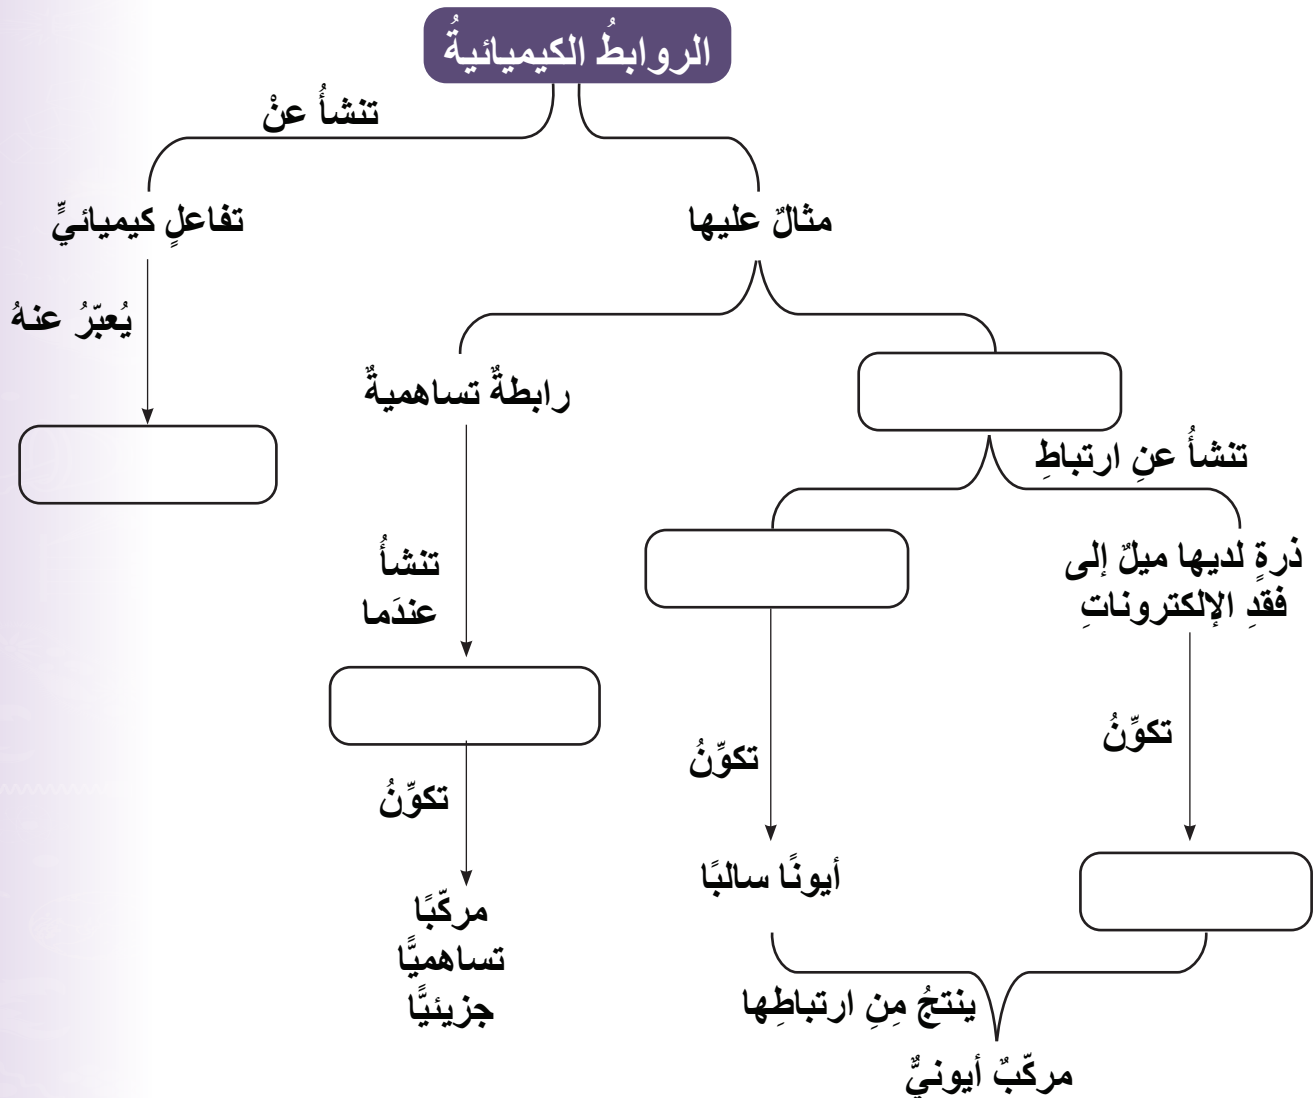 الروابطُ الكيميائيةُ
تنشأُ عنْ
مثالٌ عليها
تفاعلٍ كيميائيٍّ
يُعبّرُ عنهُ
رابطةٌ تساهميةٌ
تنشأُ عنِ ارتباطِ
ذرةٍ لديها ميلٌ إلى
فقدِ الإلكتروناتِ
تنشأُ
عندَما
تكوِّنُ
تكوِّنُ
تكوِّنُ
أيونًا سالبًا
مركّبًا
تساهميًّا
جزيئيًّا
ينتجُ مِنِ ارتباطِها
مركّبٌ أيونيٌّ